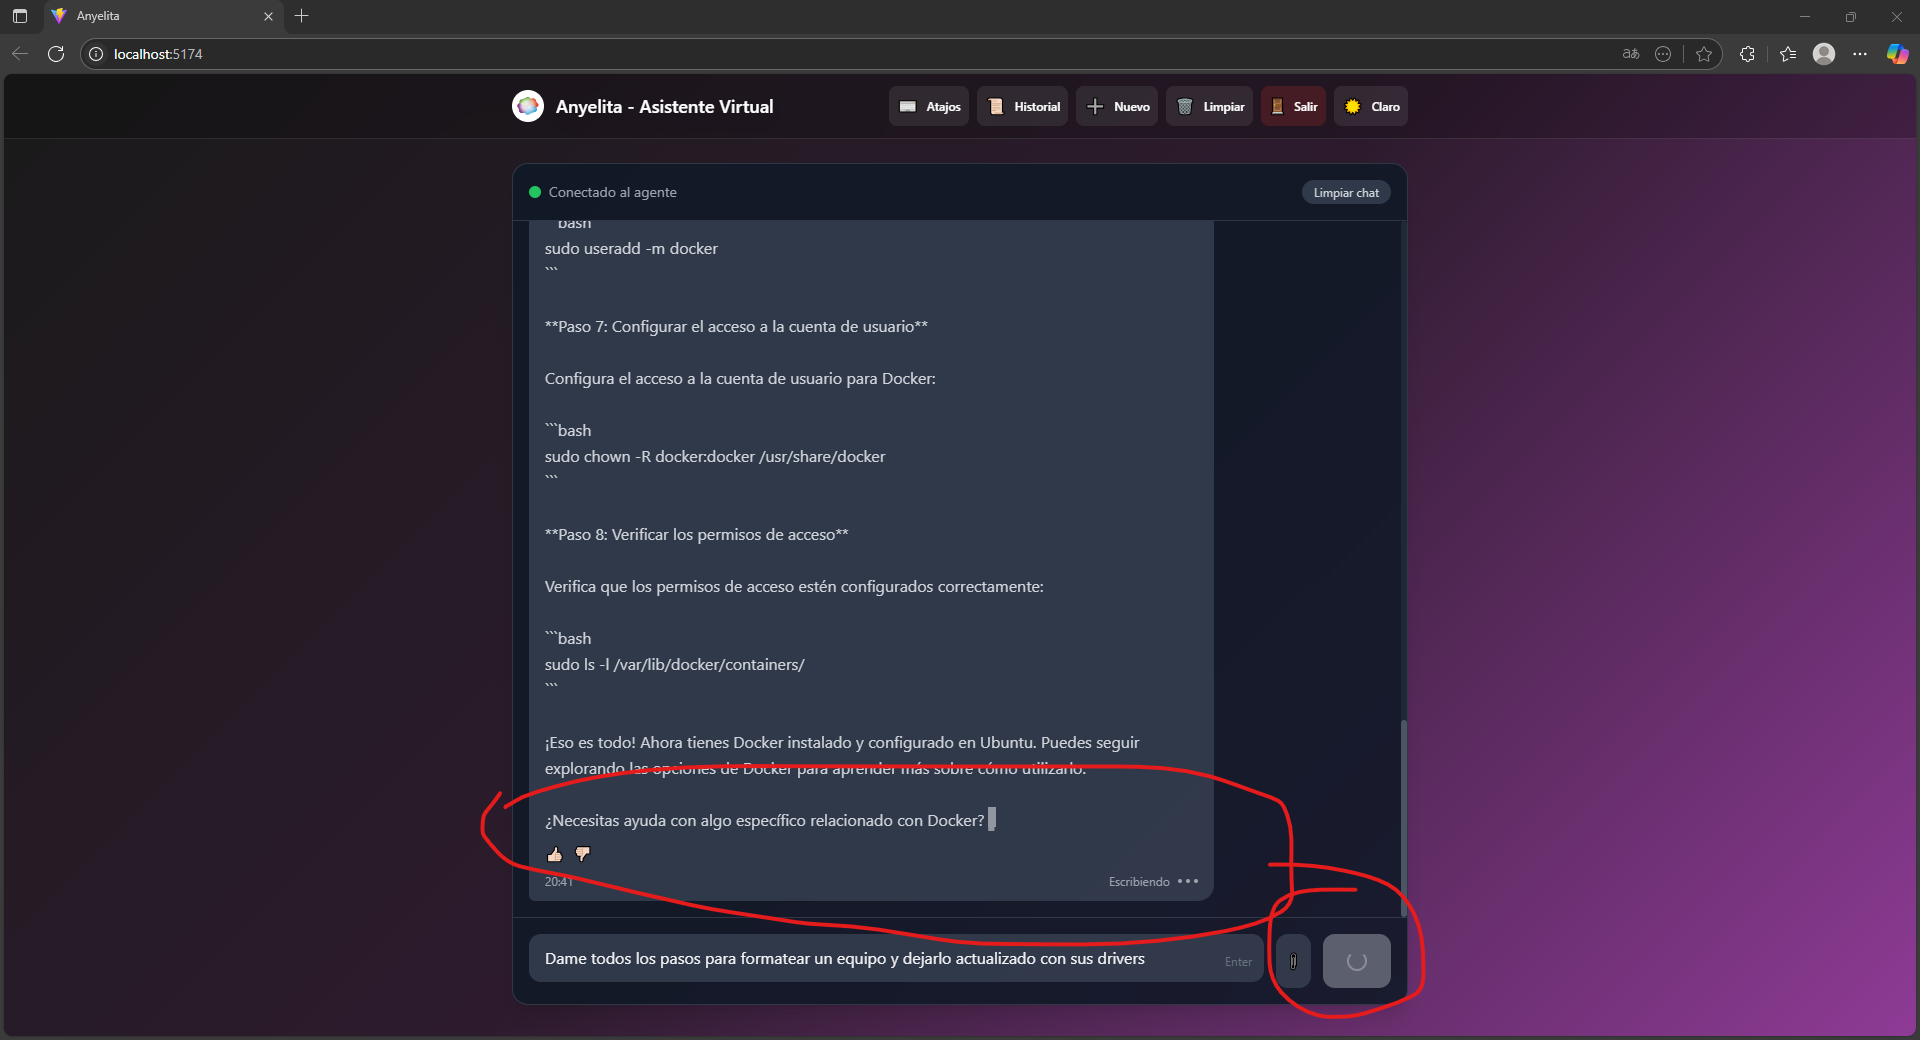 Anyelita
localhost:5174
aあ
Anyelita - Asistente Virtual
Atajos
Historial
Nuevo
Limpiar
Salir
Claro
Conectado al agente
Limpiar chat
```bash
sudo useradd -m docker
```
**Paso 7: Configurar el acceso a la cuenta de usuario**
Configura el acceso a la cuenta de usuario para Docker:
```bash
sudo chown -R docker:docker /usr/share/docker
```
**Paso 8: Verificar los permisos de acceso**
Verifica que los permisos de acceso estén configurados correctamente:
```bash
sudo ls -l /var/lib/docker/containers/
```
¡Eso es todo! Ahora tienes Docker instalado y configurado en Ubuntu. Puedes seguir
explorando las opciones de Docker para aprender más sobre cómo utilizarlo.
¿Necesitas ayuda con algo específico relacionado con Docker?
20:41
Escribiendo
Dame todos los pasos para formatear un equipo y dejarlo actualizado con sus drivers
Enter